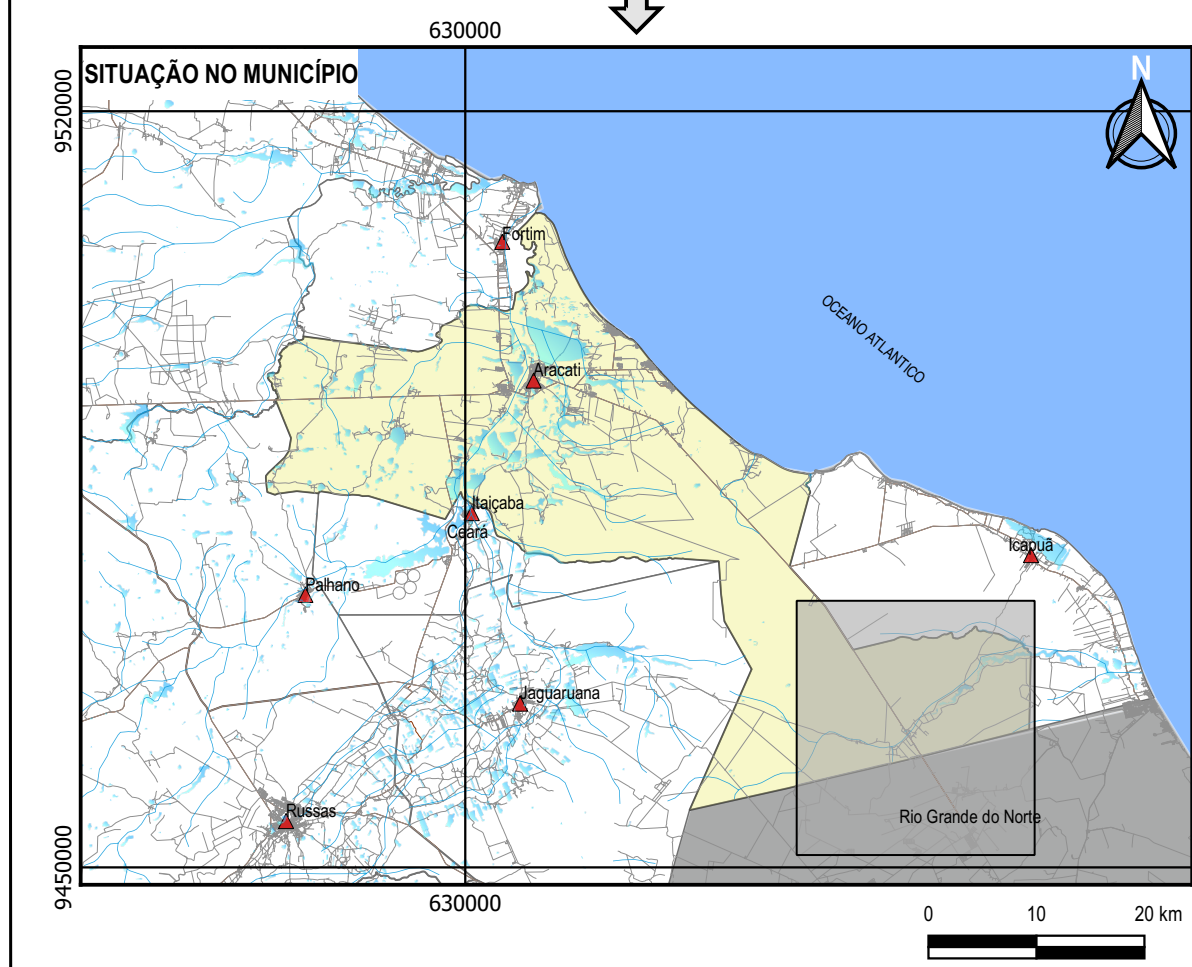 630000
SITUAÇÃO NO MUNICÍPIO
N
9520000
Fortim
OCEANO ATLANTICO
Aracati
Itaiçaba
Ceará
Icapuã
Palhano
Jaguaruana
Russas
Rio Grande do Norte
9450000
630000
0 10 20 km